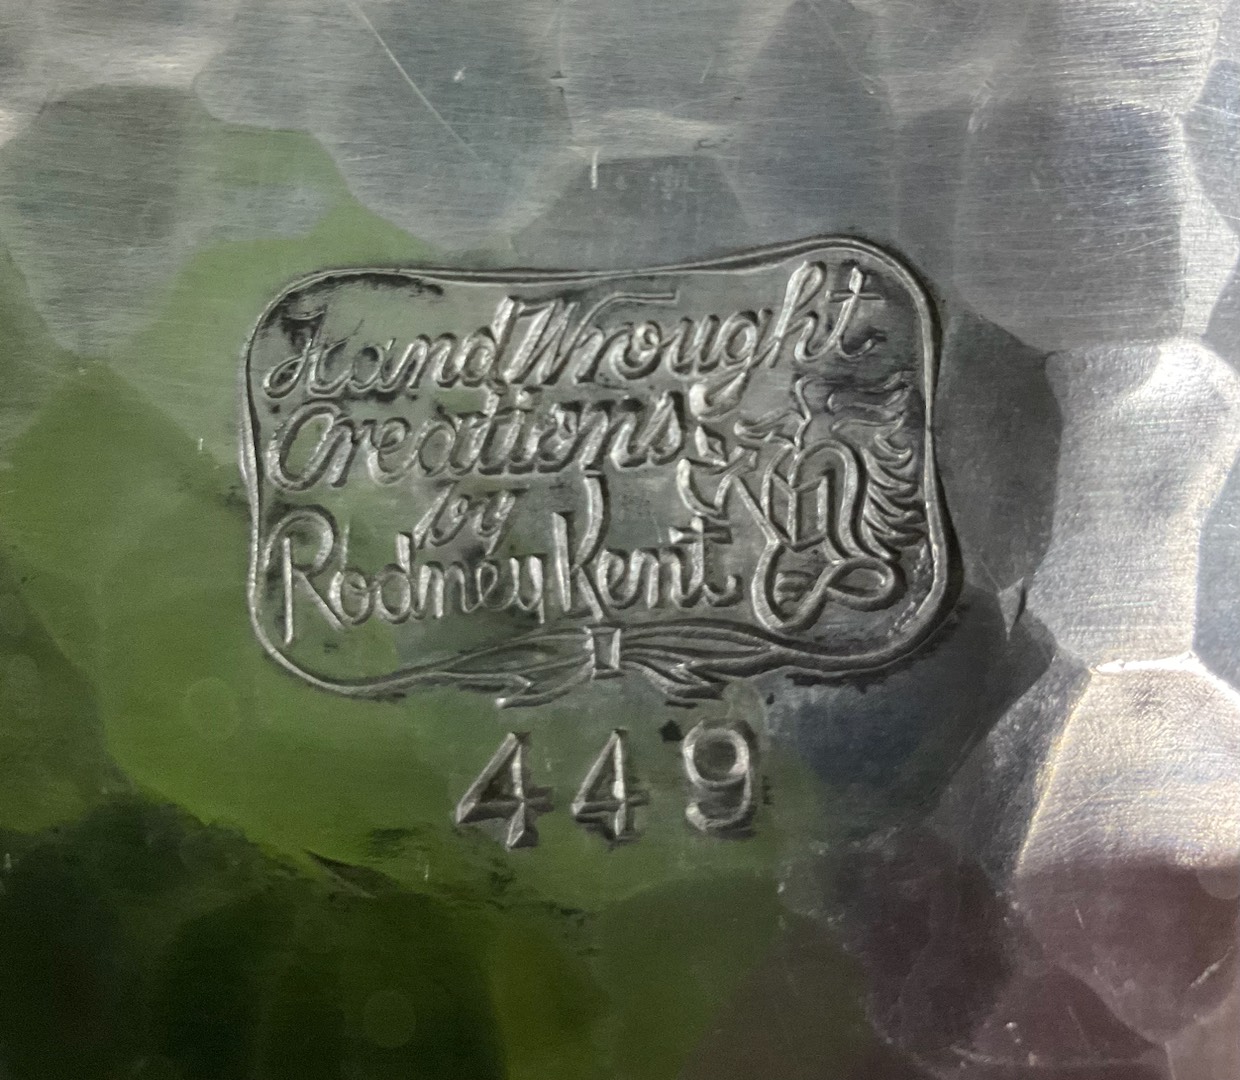 Hand Wrought
Creations
by
Rodney Kent
449